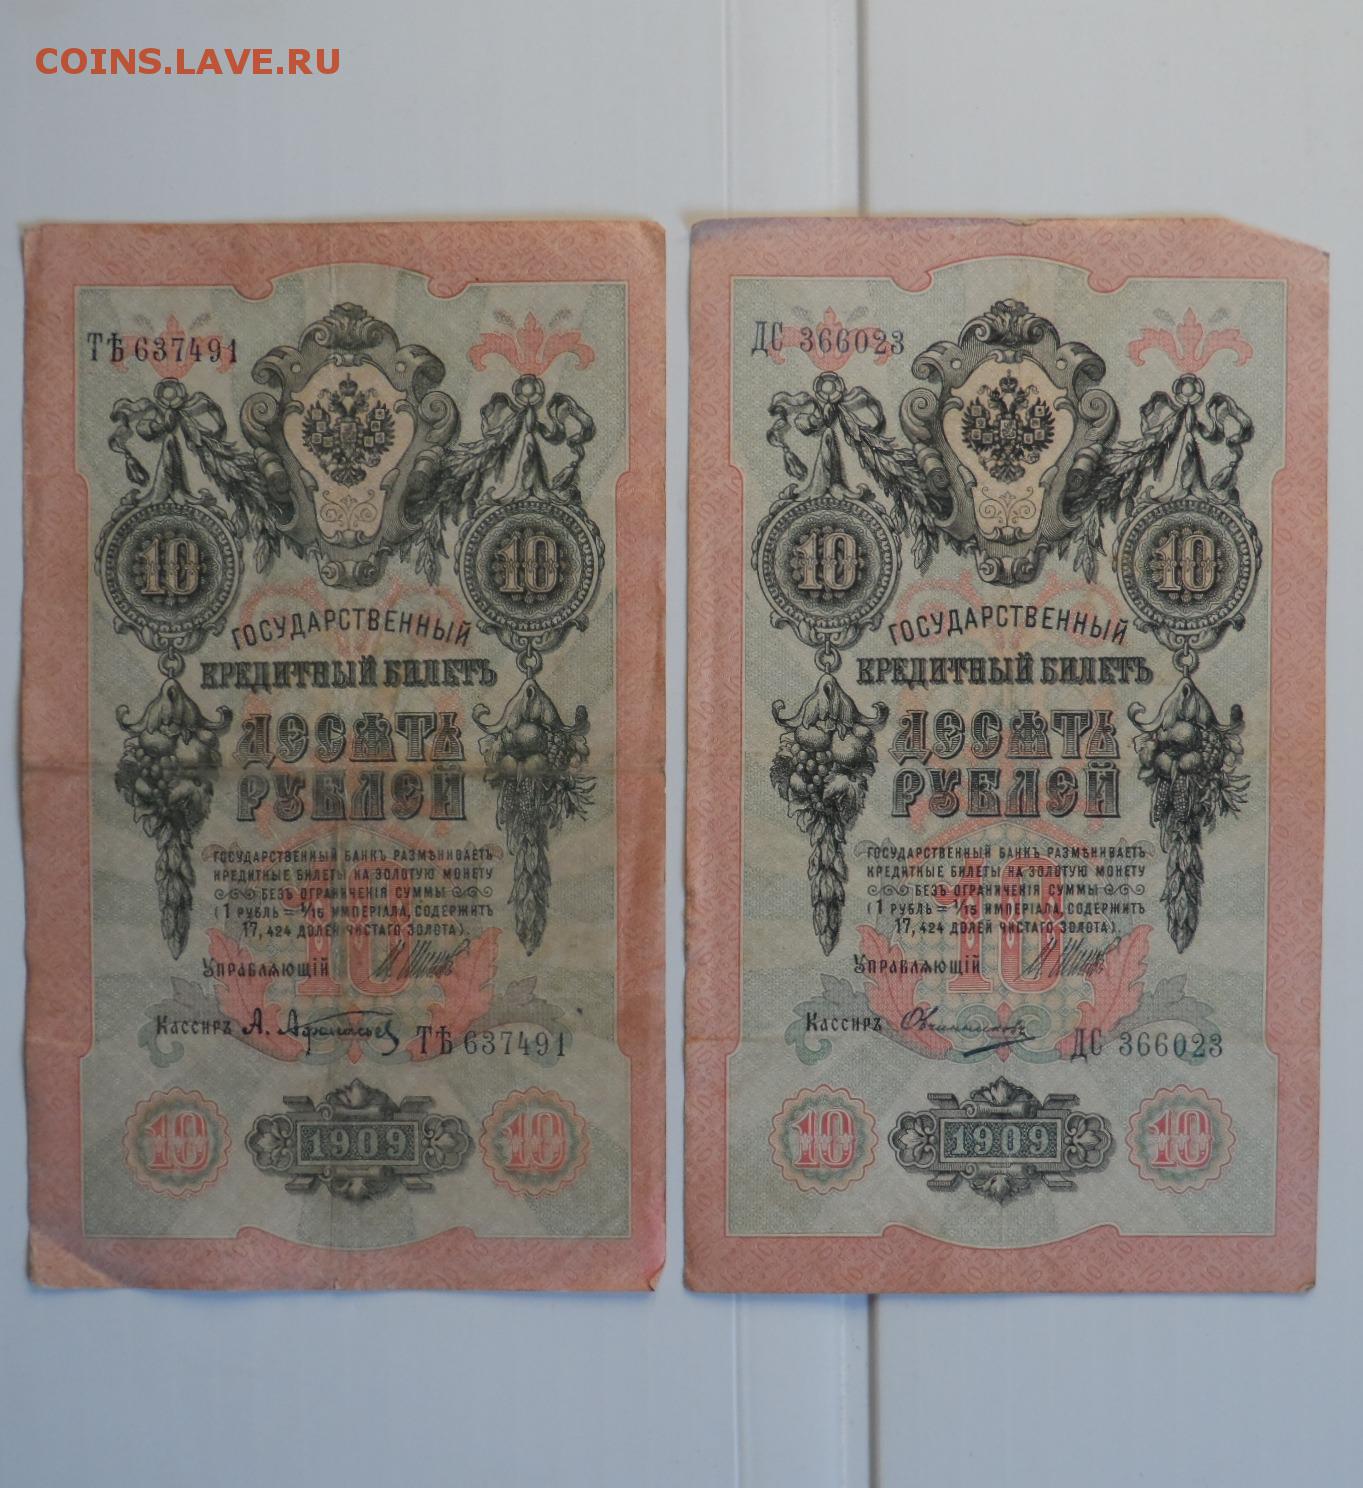 COINS.LAVE.RU
ТѢ 637491
10 10
ГОСУДАРСТВЕННЫЙ
КРЕДИТНЫЙ БИЛЕТЪ
ДЕСЯТЬ
РУБЛЕЙ
ГОСУДАРСТВЕННЫЙ БАНКЪ РАЗМѢНИВАЕТЪ
КРЕДИТНЫЕ БИЛЕТЫ НА ЗОЛОТУЮ МОНЕТУ
БЕЗЪ ОГРАНИЧЕНІЯ СУММЫ
(1 РУБЛЬ = 1/15 ИМПЕРІАЛА, СОДЕРЖИТЪ
17,424 ДОЛЕЙ ЧИСТАГО ЗОЛОТА).
10
УПРАВЛЯЮЩІЙ
КАССИРЪ А. Афанасьев
ТѢ 637491
10 1909 10
ДС 366023
10 10
ГОСУДАРСТВЕННЫЙ
КРЕДИТНЫЙ БИЛЕТЪ
ДЕСЯТЬ
РУБЛЕЙ
ГОСУДАРСТВЕННЫЙ БАНКЪ РАЗМѢНИВАЕТЪ
КРЕДИТНЫЕ БИЛЕТЫ НА ЗОЛОТУЮ МОНЕТУ
БЕЗЪ ОГРАНИЧЕНІЯ СУММЫ
(1 РУБЛЬ = 1/15 ИМПЕРІАЛА, СОДЕРЖИТЪ
17,424 ДОЛЕЙ ЧИСТАГО ЗОЛОТА).
10
УПРАВЛЯЮЩІЙ
КАССИРЪ Овчинниковъ
ДС 366023
10 1909 10